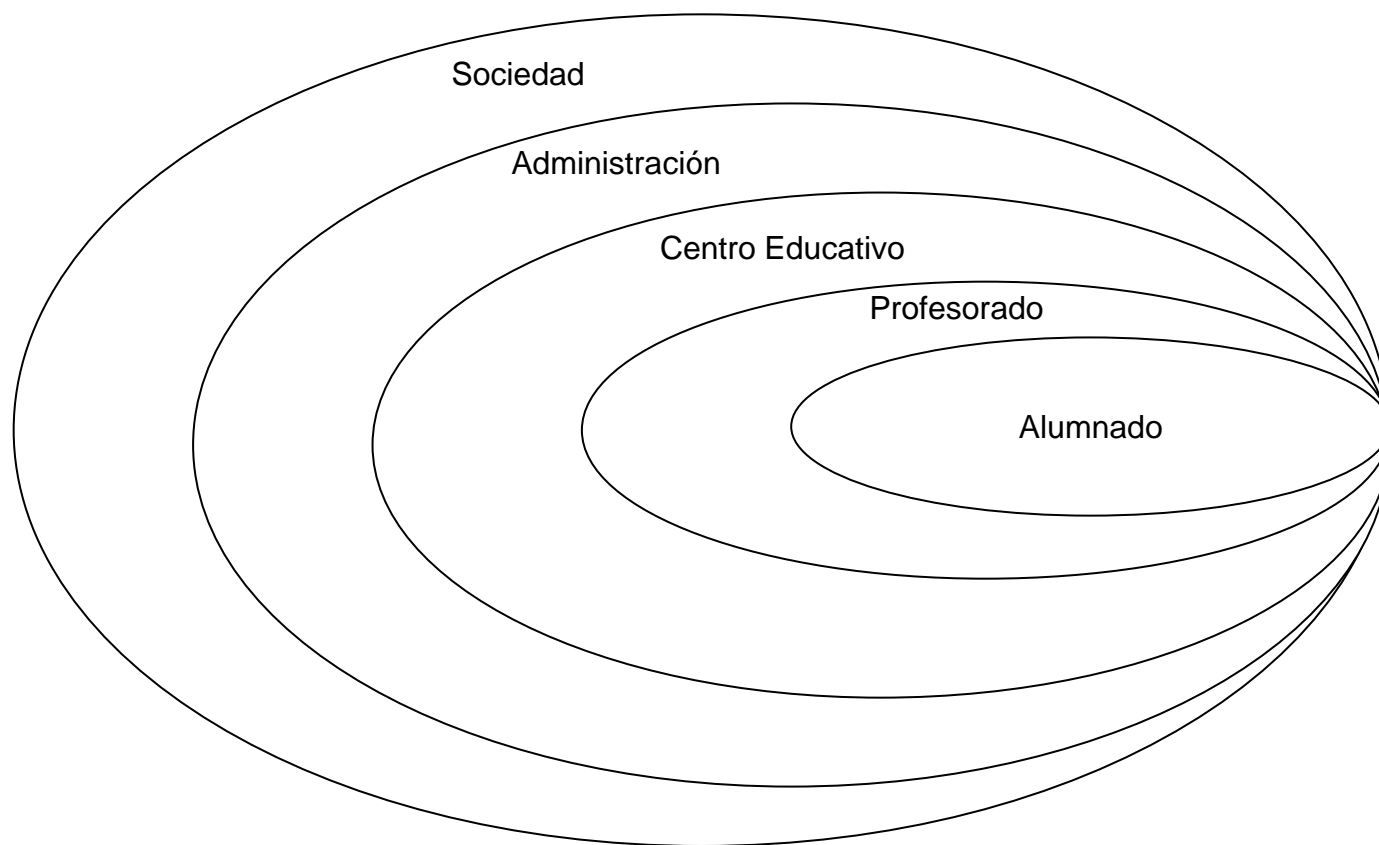 Sociedad
Administración
Centro Educativo
Profesorado
Alumnado